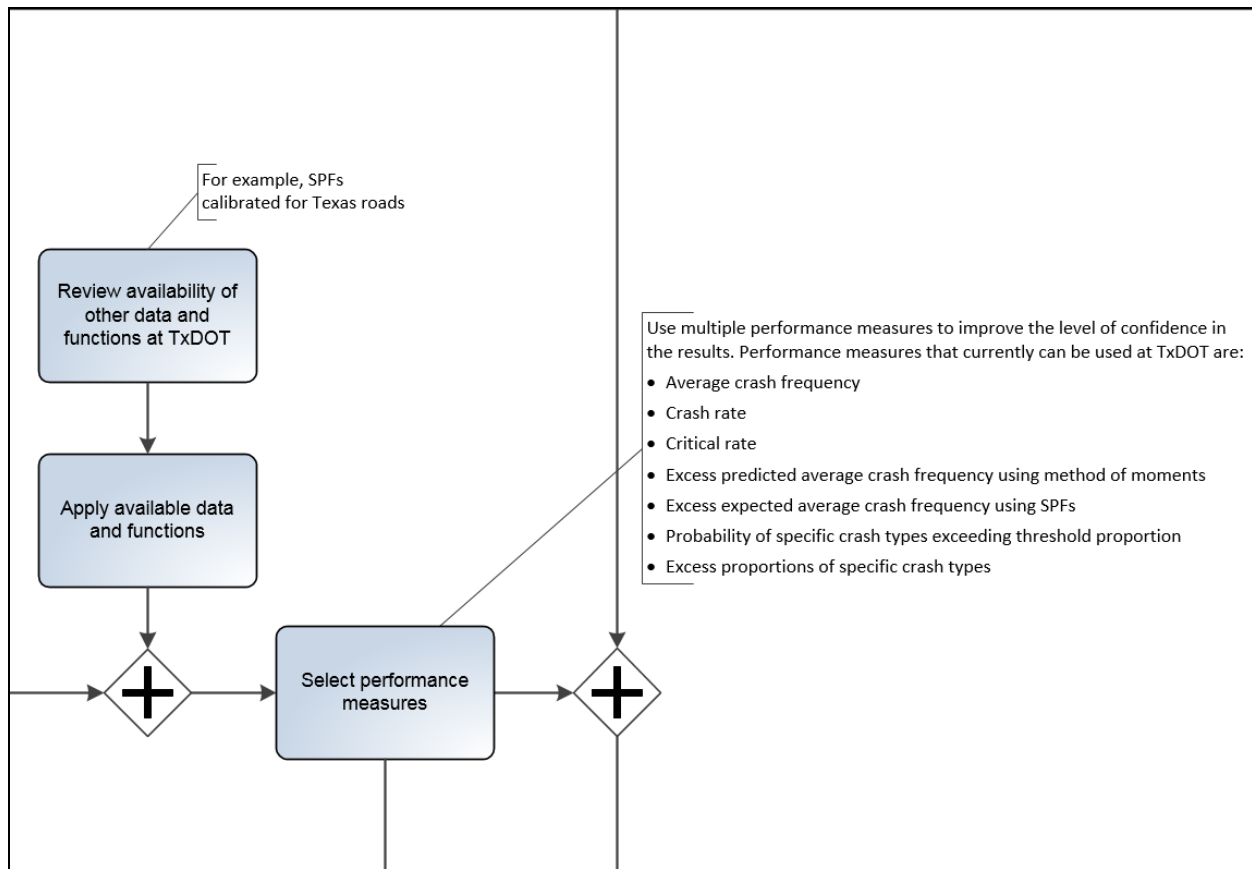 For example, SPFs
calibrated for Texas roads
Review availability of
other data and
functions at TxDOT
Use multiple performance measures to improve the level of confidence in
the results. Performance measures that currently can be used at TxDOT are:
• Average crash frequency
• Crash rate
• Critical rate
• Excess predicted average crash frequency using method of moments
• Excess expected average crash frequency using SPFs
• Probability of specific crash types exceeding threshold proportion
• Excess proportions of specific crash types
Apply available data
and functions
Select performance
measures